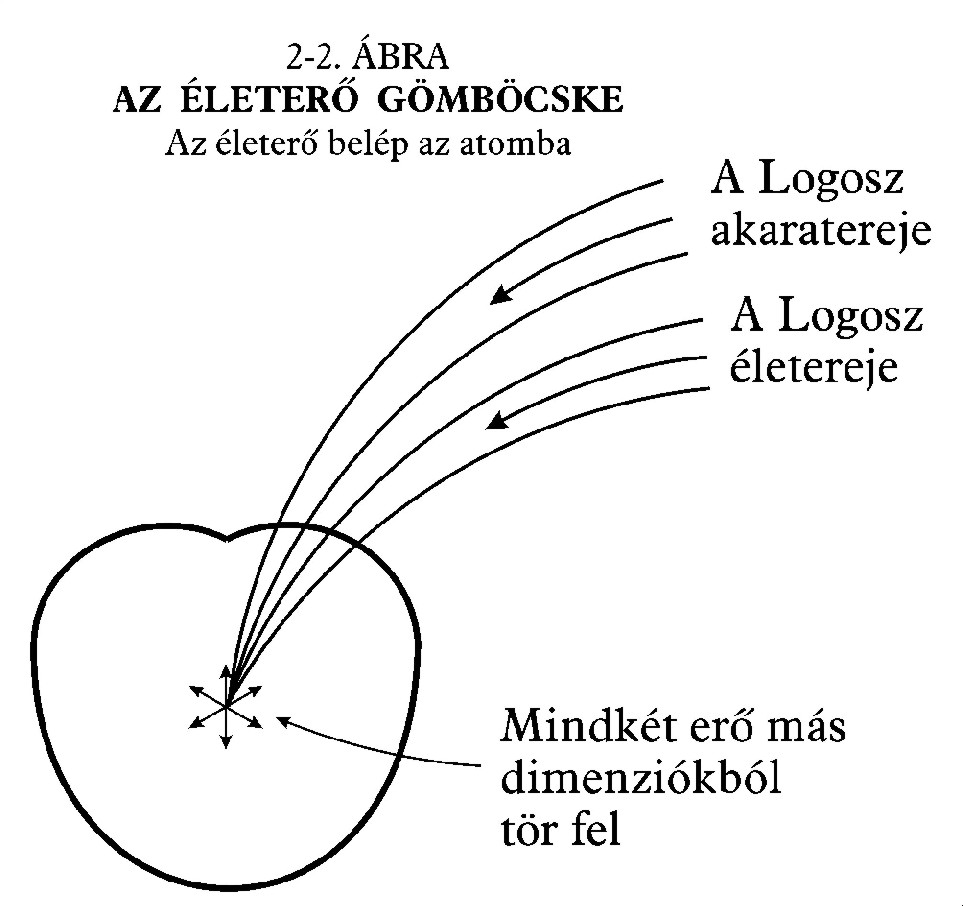 2-2. ÁBRA
AZ ÉLETERŐ GÖMBÖCSKE
Az életerő belép az atomba
A Logosz
akaratereje
A Logosz
életereje
Mindkét erő más
dimenziókból
tör fel